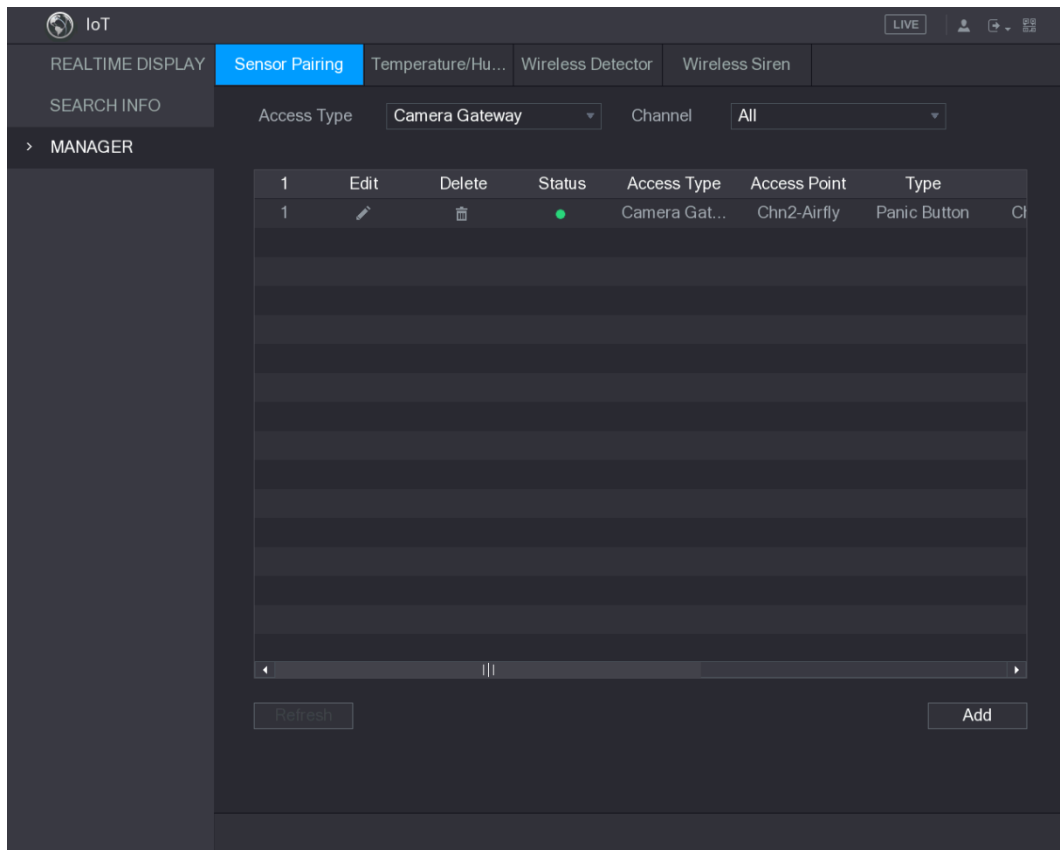 IoT LIVE
REALTIME DISPLAY
SEARCH INFO
MANAGER
Sensor Pairing Temperature/Hu... Wireless Detector Wireless Siren
Access Type Camera Gateway Channel All
1 Edit Delete Status Access Type Access Point Type
1 Camera Gat... Chn2-Airfly Panic Button
Refresh Add